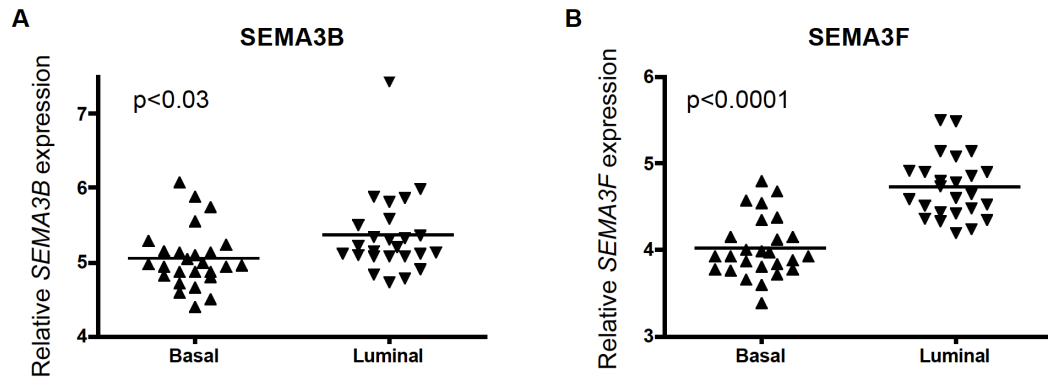 A
SEMA3B
Relative SEMA3B expression
p<0.03
7
6
5
4
Basal
Luminal
B
SEMA3F
Relative SEMA3F expression
p<0.0001
6
5
4
3
Basal
Luminal